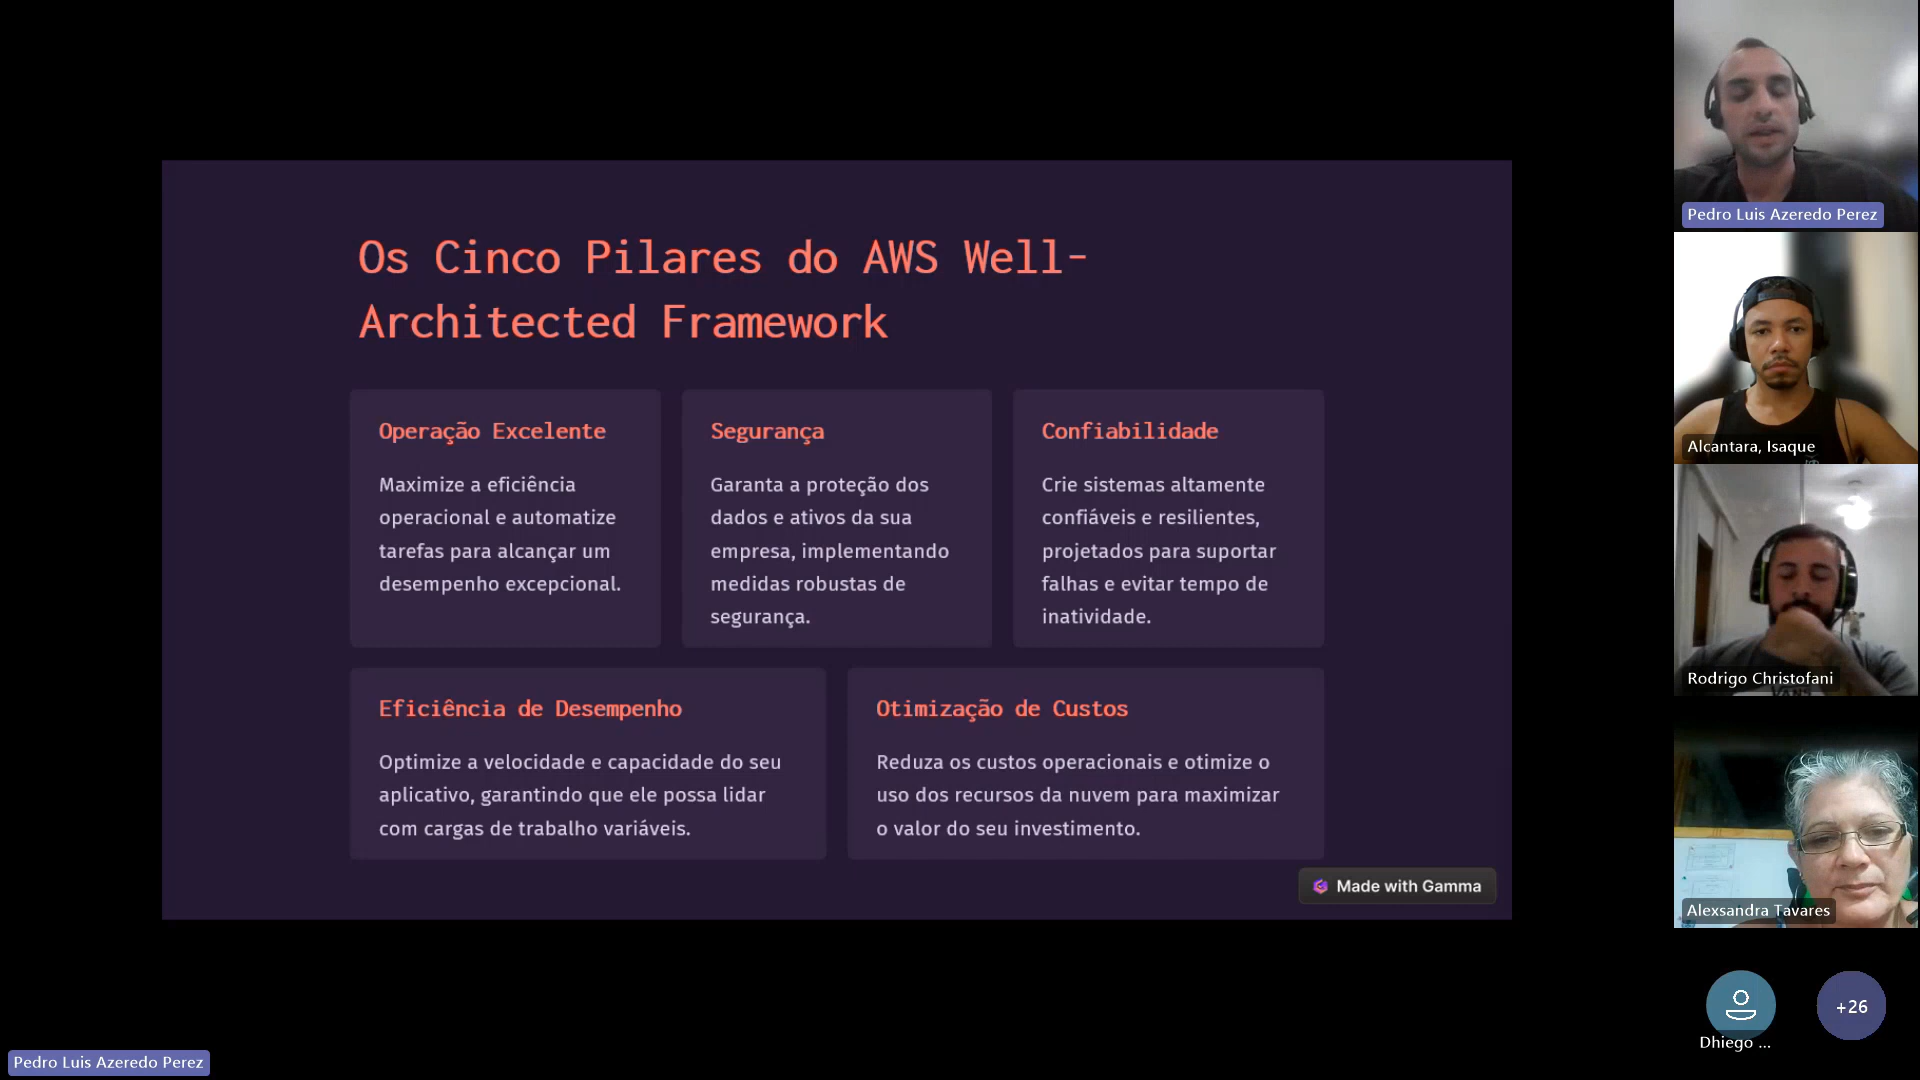 Os Cinco Pilares do AWS Well-
Architected Framework
Operação Excelente
Maximize a eficiência
operacional e automatize
tarefas para alcançar um
desempenho excepcional.
Segurança
Garanta a proteção dos
dados e ativos da sua
empresa, implementando
medidas robustas de
segurança.
Confiabilidade
Crie sistemas altamente
confiáveis e resilientes,
projetados para suportar
falhas e evitar tempo de
inatividade.
Eficiência de Desempenho
Optimize a velocidade e capacidade do seu
aplicativo, garantindo que ele possa lidar
com cargas de trabalho variáveis.
Otimização de Custos
Reduza os custos operacionais e otimize o
uso dos recursos da nuvem para maximizar
o valor do seu investimento.
Made with Gamma
Pedro Luis Azeredo Perez
Alcantara, Isaque
Rodrigo Christofani
VANS
Alexsandra Tavares
Dhiego ...
+26
Pedro Luis Azeredo Perez